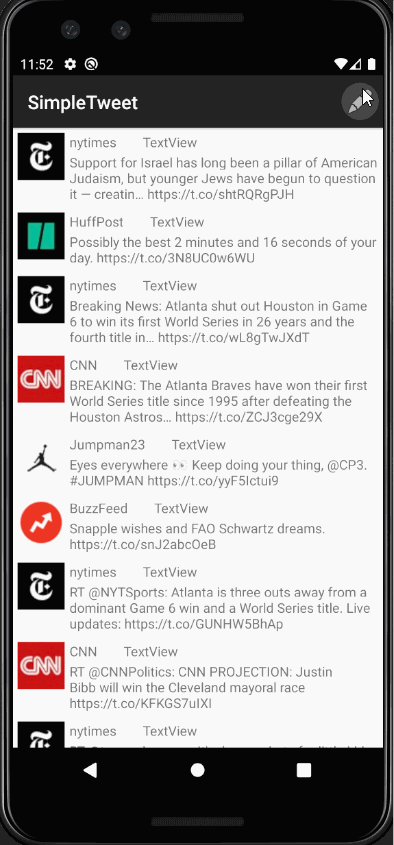 11:52
SimpleTweet
nytimes TextView
Support for Israel has long been a pillar of American
Judaism, but younger Jews have begun to question
it — creatin… https://t.co/shtRQRgPJH
HuffPost TextView
Possibly the best 2 minutes and 16 seconds of your
day. https://t.co/3N8UC0w6WU
nytimes TextView
Breaking News: Atlanta shut out Houston in Game
6 to win its first World Series in 26 years and the
fourth title in… https://t.co/wL8gTwJXdT
CNN
CNN TextView
BREAKING: The Atlanta Braves have won their first
World Series title since 1995 after defeating the
Houston Astros… https://t.co/ZCJ3cge29X
Jumpman23 TextView
Eyes everywhere 👀 Keep doing your thing, @CP3.
#JUMPMAN https://t.co/yyF5Ictui9
BuzzFeed TextView
Snapple wishes and FAO Schwartz dreams.
https://t.co/snJ2abcOeB
nytimes TextView
RT @NYTSports: Atlanta is three outs away from a
dominant Game 6 win and a World Series title. Live
updates: https://t.co/GUNHW5BhAp
CNN
CNN TextView
RT @CNNPolitics: CNN PROJECTION: Justin
Bibb will win the Cleveland mayoral race
https://t.co/KFKGS7uIXI
nytimes TextView